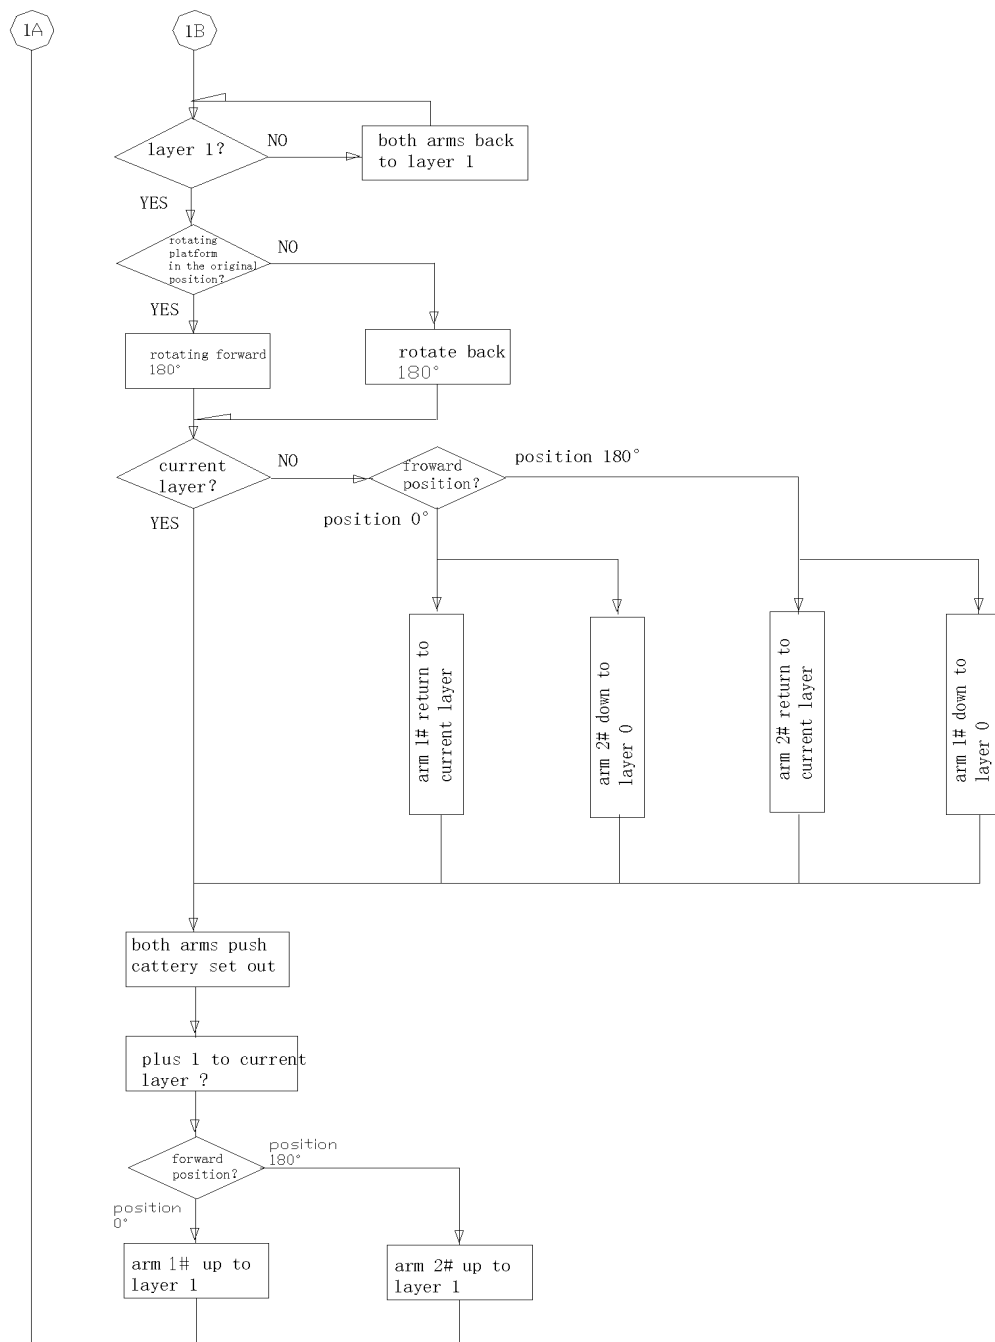 1A
1B
layer 1?
NO
both arms back
to layer 1
YES
rotating
platform
in the original
position?
NO
YES
rotating forward
180°
rotate back
180°
current
layer?
NO
froward
position?
position 180°
YES
position 0°
arm 1# return to
current layer
arm 2# down to
layer 0
arm 2# return to
current layer
arm 1# down to
layer 0
both arms push
cattery set out
plus 1 to current
layer ?
forward
position?
position
180°
position
0°
arm 1# up to
layer 1
arm 2# up to
layer 1